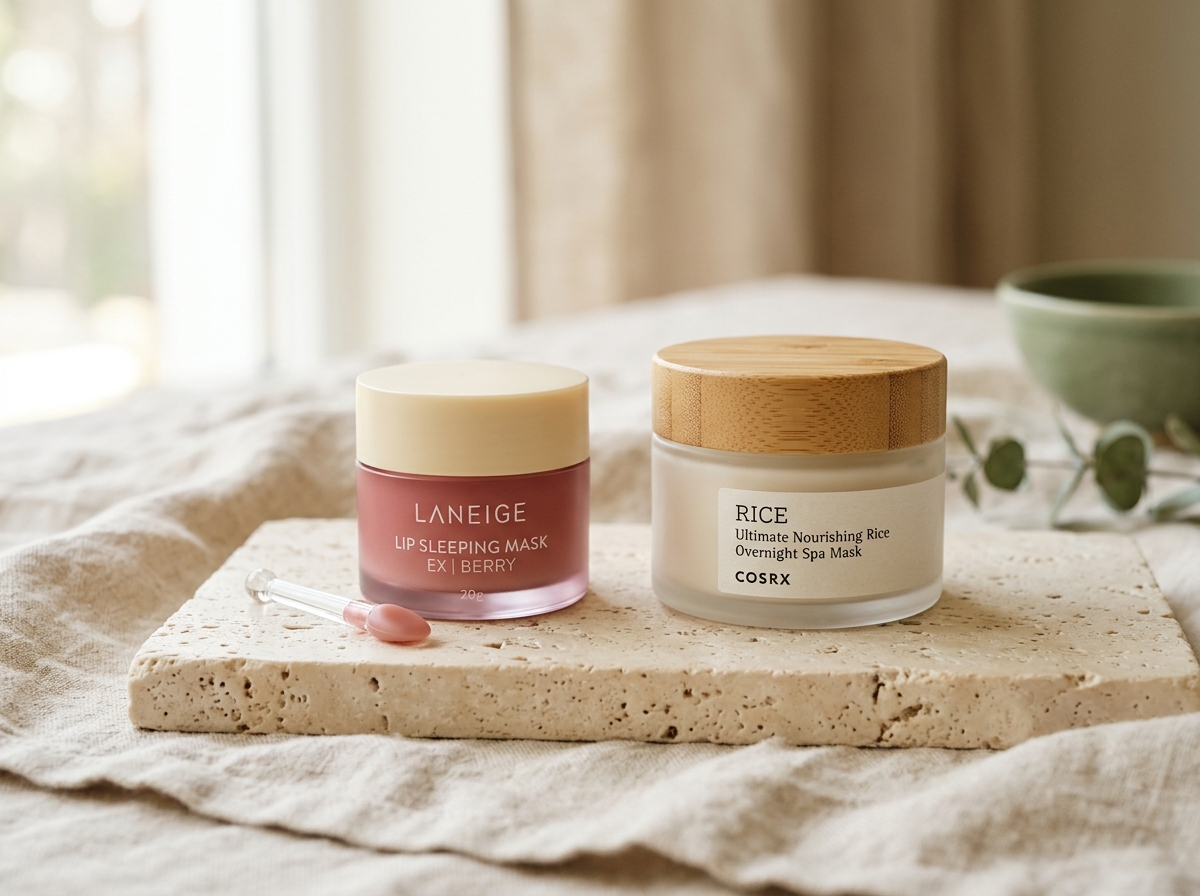 LANEIGE
LIP SLEEPING MASK
EX | BERRY
20g
RICE
Ultimate Nourishing Rice
Overnight Spa Mask
COSRX